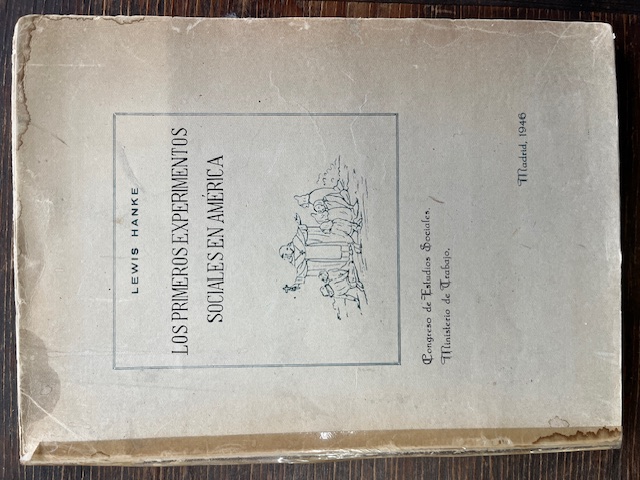 LEWIS HANKE
LOS PRIMEROS EXPERIMENTOS
SOCIALES EN AMÉRICA
Congreso de Estudios Sociales.
Ministerio de Trabajo.
Madrid, 1946